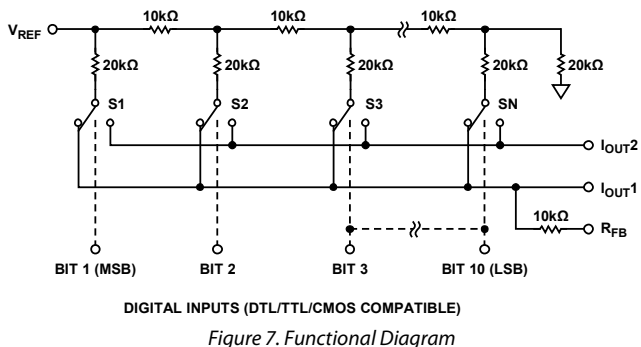 10kΩ 10kΩ 10kΩ
VREF
20kΩ 20kΩ 20kΩ 20kΩ 20kΩ
S1 S2 S3 SN
IOUT2
IOUT1
10kΩ
RFB
BIT 1 (MSB) BIT 2 BIT 3 BIT 10 (LSB)
DIGITAL INPUTS (DTL/TTL/CMOS COMPATIBLE)
Figure 7. Functional Diagram